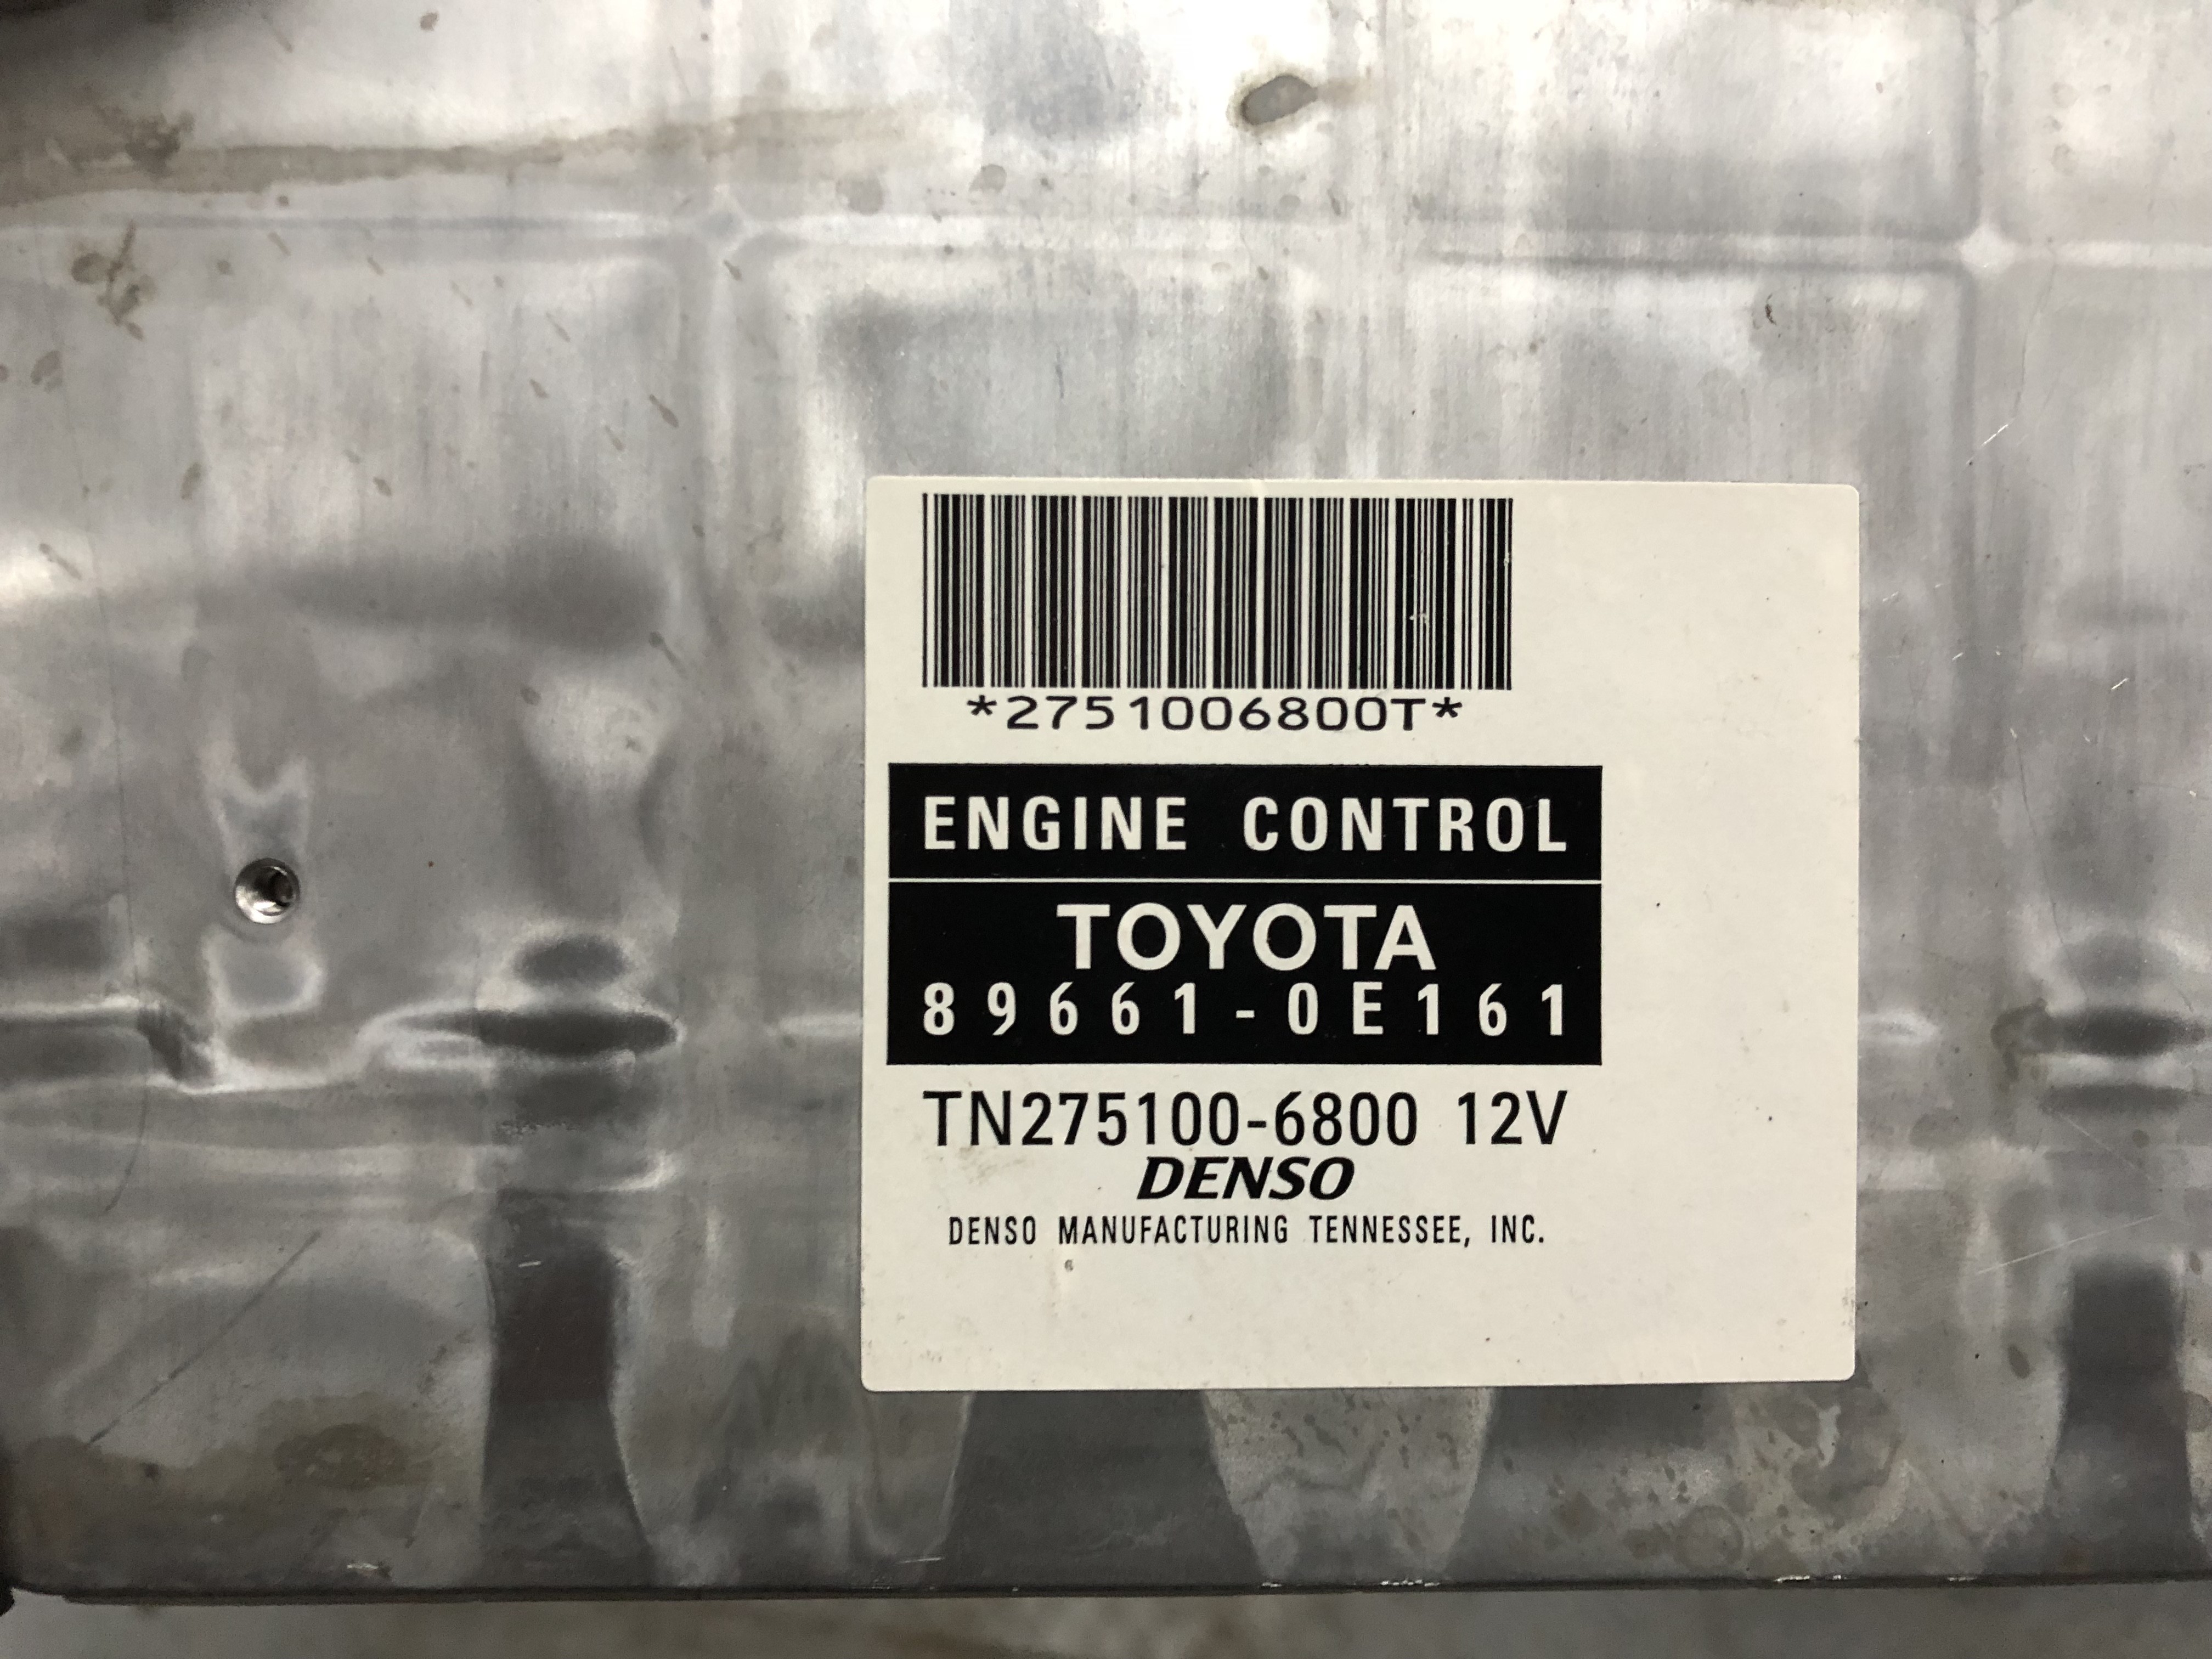 *2751006800T*
ENGINE CONTROL
TOYOTA
89661-0E161
TN275100-6800 12V
DENSO
DENSO MANUFACTURING TENNESSEE, INC.